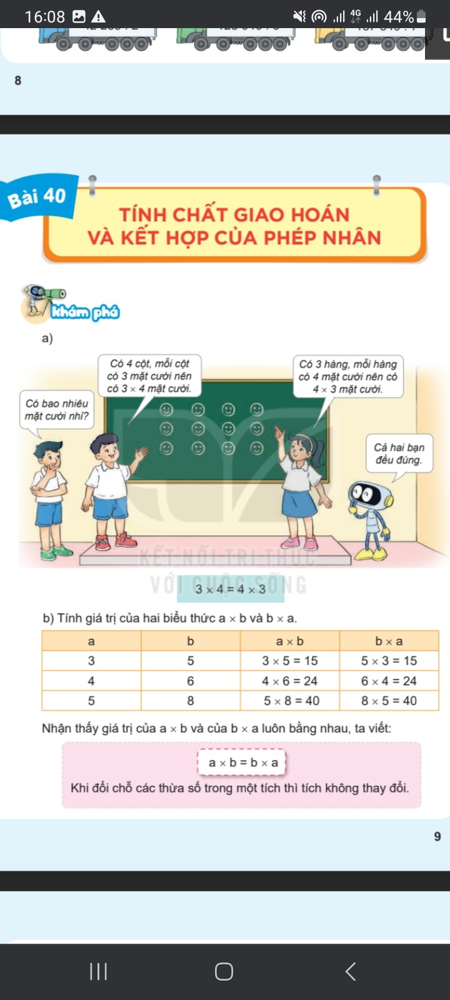 16:08
4G
44%
8
Bài 40
TÍNH CHẤT GIAO HOÁN
VÀ KẾT HỢP CỦA PHÉP NHÂN
khám phá
a)
Có bao nhiêu
mặt cười nhỉ?
Có 4 cột, mỗi cột
có 3 mặt cười nên
có 3 × 4 mặt cười.
Có 3 hàng, mỗi hàng
có 4 mặt cười nên có
4 × 3 mặt cười.
Cả hai bạn
đều đúng.
KẾT NỐI TRI THỨC
VỚI CUỘC SỐNG
3 × 4 = 4 × 3
b) Tính giá trị của hai biểu thức a × b và b × a.
a b a × b b × a
3 5 3 × 5 = 15 5 × 3 = 15
4 6 4 × 6 = 24 6 × 4 = 24
5 8 5 × 8 = 40 8 × 5 = 40
Nhận thấy giá trị của a × b và của b × a luôn bằng nhau, ta viết:
a × b = b × a
Khi đổi chỗ các thừa số trong một tích thì tích không thay đổi.
9